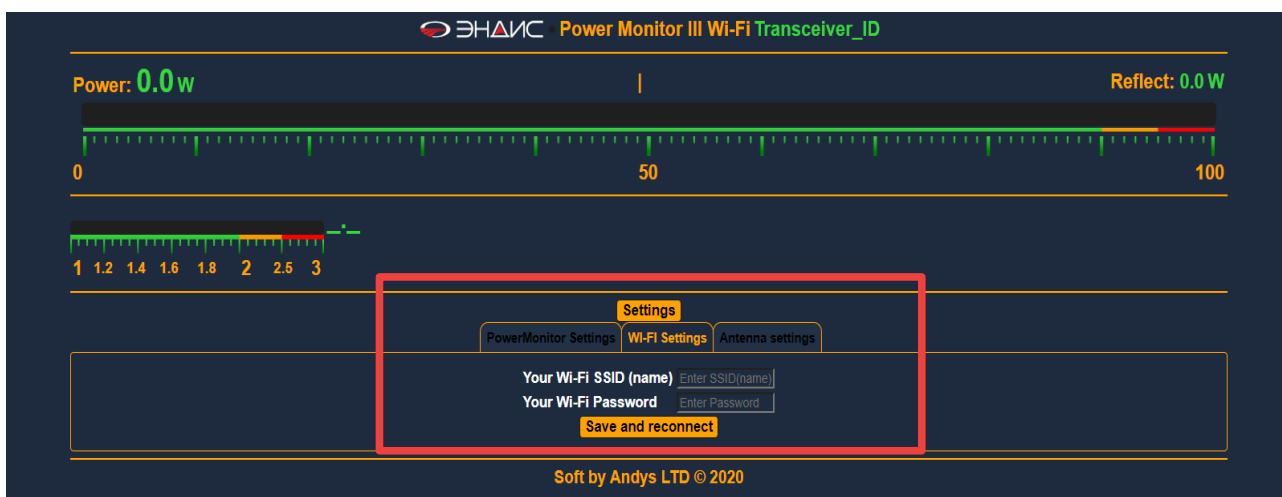 ЭНДИС Power Monitor III Wi-Fi Transceiver_ID
Power: 0.0 W | Reflect: 0.0 W
0 50 100
--·--
1 1.2 1.4 1.6 1.8 2 2.5 3
Settings
PowerMonitor Settings WI-FI Settings Antenna settings
Your Wi-Fi SSID (name) Enter SSID(name)
Your Wi-Fi Password Enter Password
Save and reconnect
Soft by Andys LTD © 2020